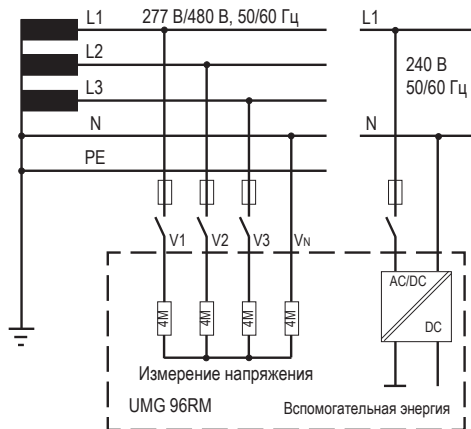 L1 277 В/480 В, 50/60 Гц L1
L2
L3
240 В
50/60 Гц
N N
PE
V1 V2 V3 VN
AC/DC
DC
4M 4M 4M 4M
Измерение напряжения
UMG 96RM
Вспомогательная энергия